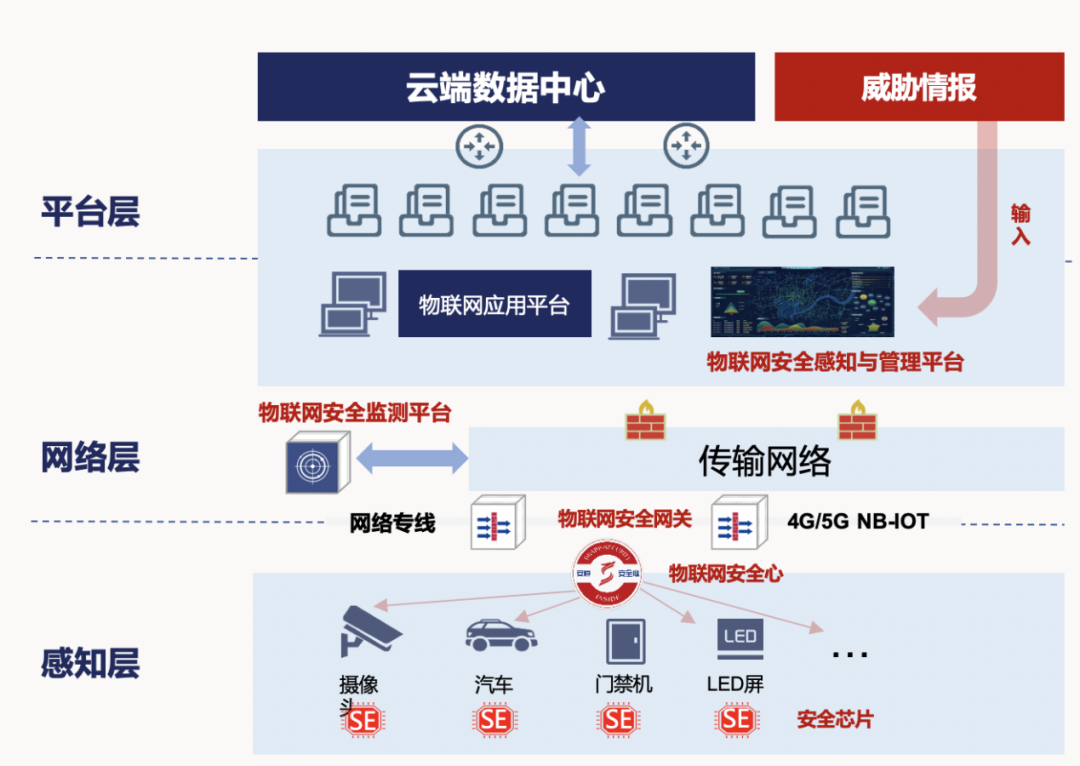 云端数据中心
威胁情报
平台层
输
入
物联网应用平台
物联网安全感知与管理平台
物联网安全监测平台
网络层
传输网络
网络专线
物联网安全网关
4G/5G NB-IOT
物联网安全心
INSIDE
感知层
LED
...
摄像
头
汽车
门禁机
LED屏
SE
SE
SE
SE
安全芯片